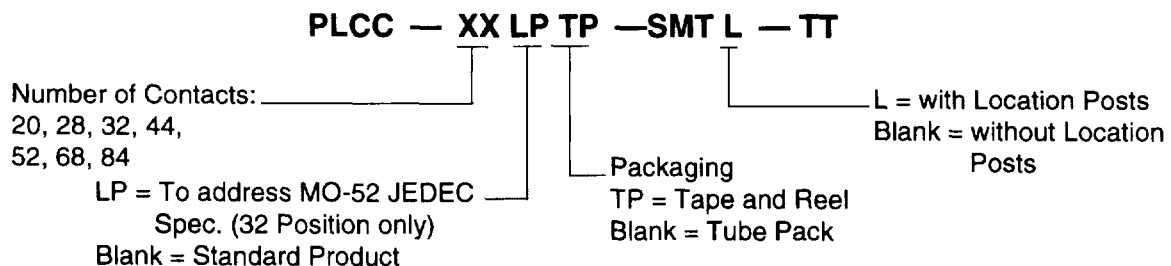 PLCC — XX LP TP —SMT L — TT
Number of Contacts:
20, 28, 32, 44,
52, 68, 84
LP = To address MO-52 JEDEC
Spec. (32 Position only)
Blank = Standard Product
Packaging
TP = Tape and Reel
Blank = Tube Pack
L = with Location Posts
Blank = without Location
Posts